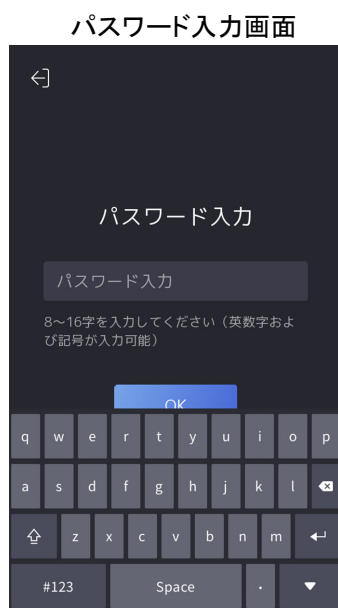 パスワード入力画面
パスワード入力
パスワード入力
8～16字を入力してください（英数字およ
び記号が入力可能）
OK
q w e r t y u i o p
a s d f g h j k l
z x c v b n m
#123 Space .